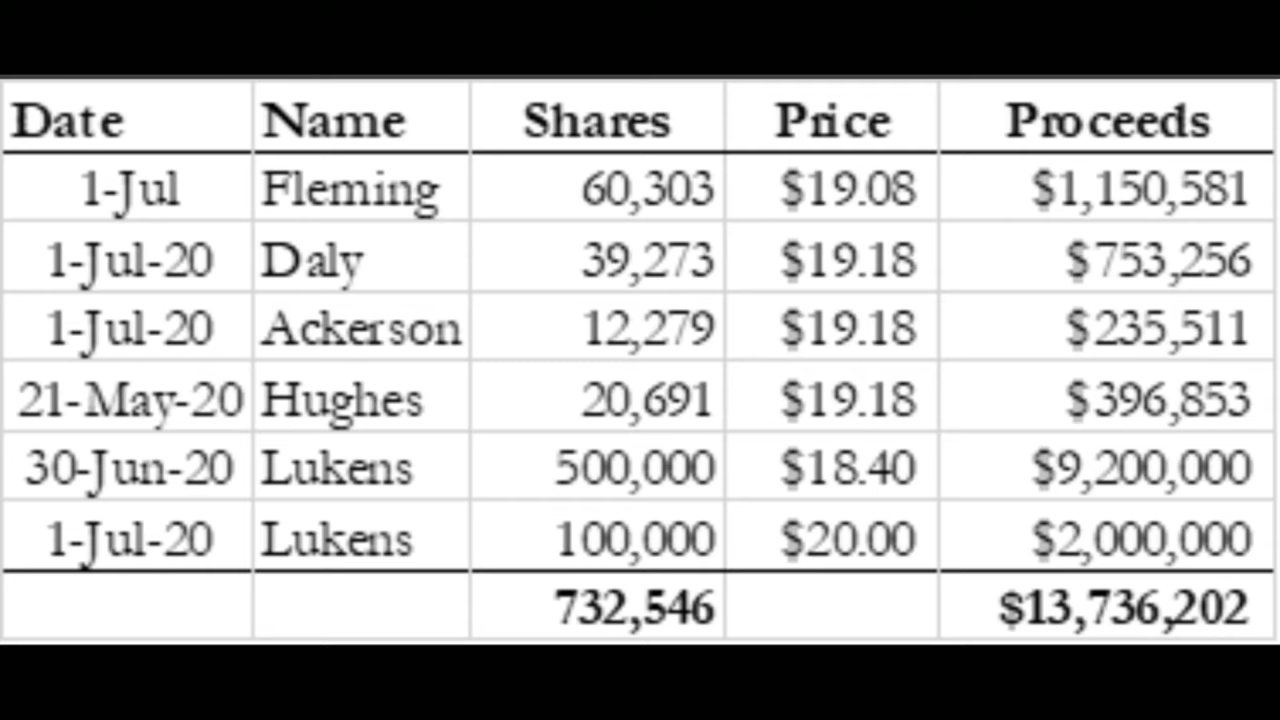 Date Name Shares Price Proceeds
1-Jul Fleming 60,303 $19.08 $1,150,581
1-Jul-20 Daly 39,273 $19.18 $753,256
1-Jul-20 Ackerson 12,279 $19.18 $235,511
21-May-20 Hughes 20,691 $19.18 $396,853
30-Jun-20 Lukens 500,000 $18.40 $9,200,000
1-Jul-20 Lukens 100,000 $20.00 $2,000,000
732,546 $13,736,202